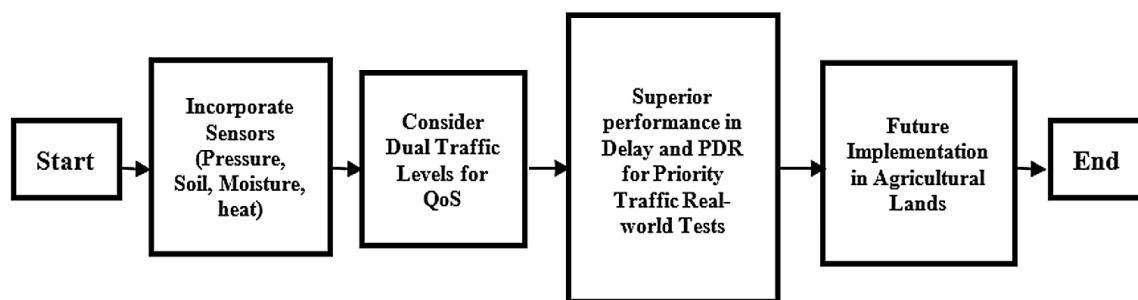 Start
Incorporate
Sensors
(Pressure,
Soil, Moisture,
heat)
Consider
Dual Traffic
Levels for
QoS
Superior
performance in
Delay and PDR
for Priority
Traffic Real-
world Tests
Future
Implementation
in Agricultural
Lands
End